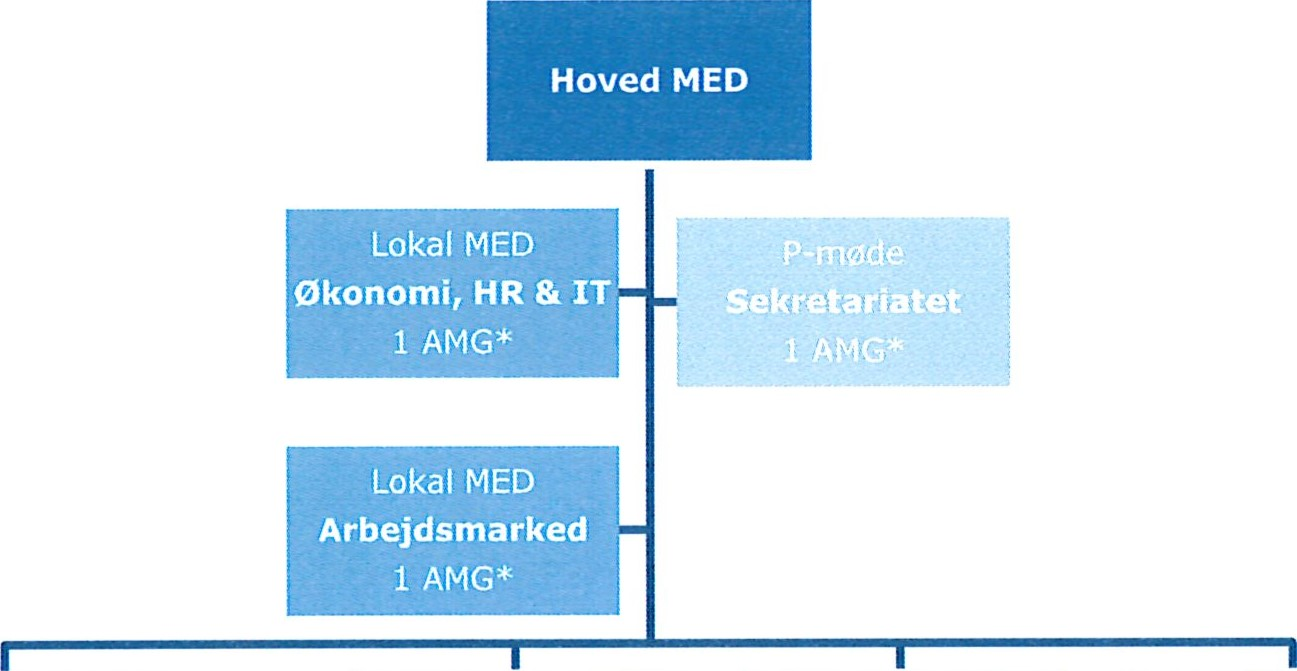 Hoved MED
Lokal MED
Økonomi, HR & IT
1 AMG*
P-møde
Sekretariatet
1 AMG*
Lokal MED
Arbejdsmarked
1 AMG*